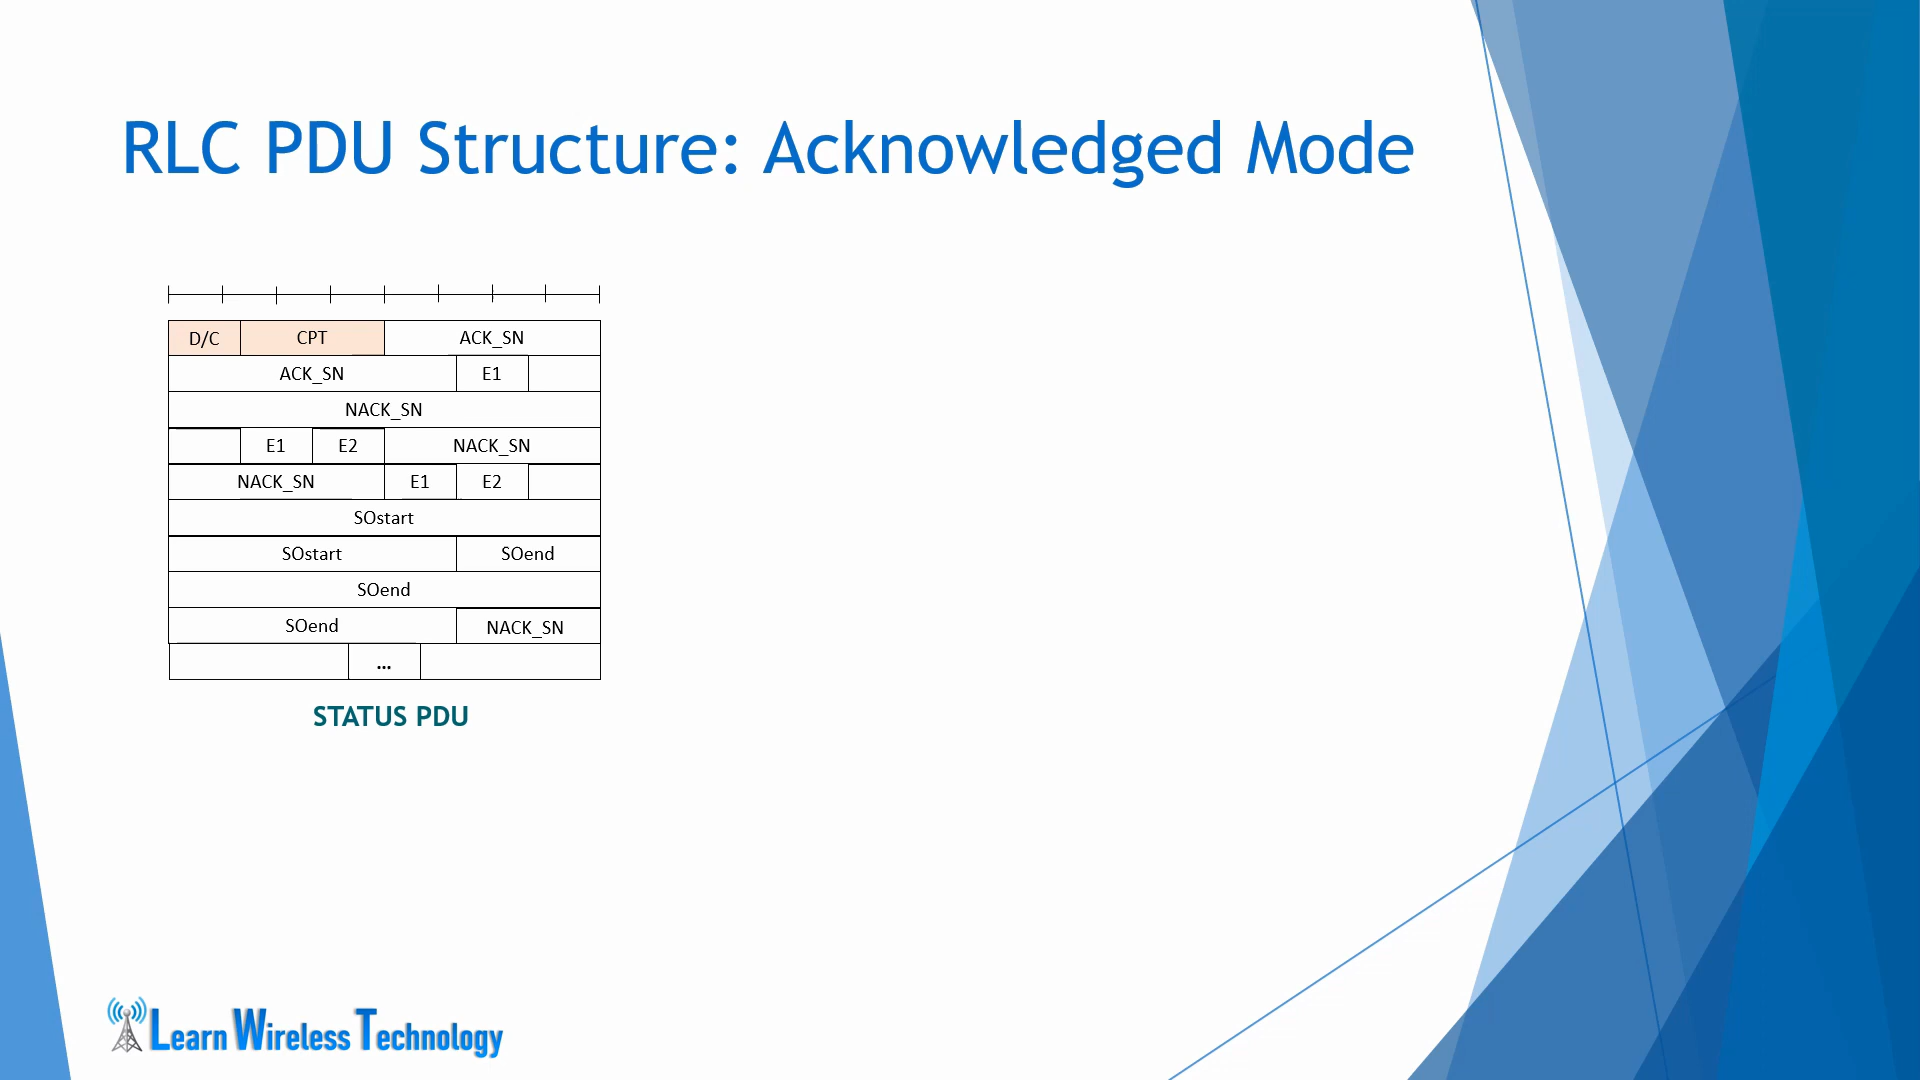 RLC PDU Structure: Acknowledged Mode
D/C CPT ACK_SN
ACK_SN E1
NACK_SN
E1 E2 NACK_SN
NACK_SN E1 E2
SOstart
SOstart SOend
SOend
SOend NACK_SN
...
STATUS PDU
Learn Wireless Technology